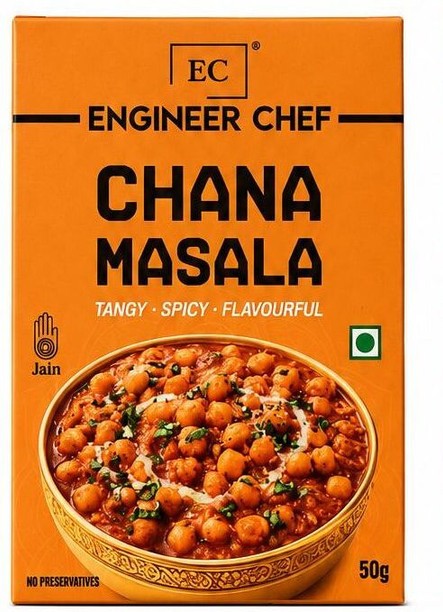 EC®
ENGINEER CHEF
CHANA
MASALA
TANGY · SPICY · FLAVOURFUL
Jain
NO PRESERVATIVES
50g